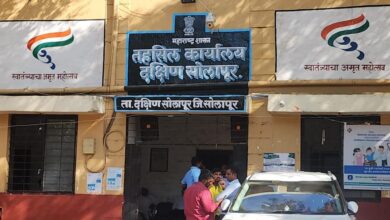 महाराष्ट्र शासन
तहसिल कार्यालय
दक्षिण सोलापूर.
ता.दक्षिण सोलापूर जि.सोलापूर
स्वातंत्र्याचा अमृत महोत्सव
स्वातंत्र्याचा अमृत महोत्सव